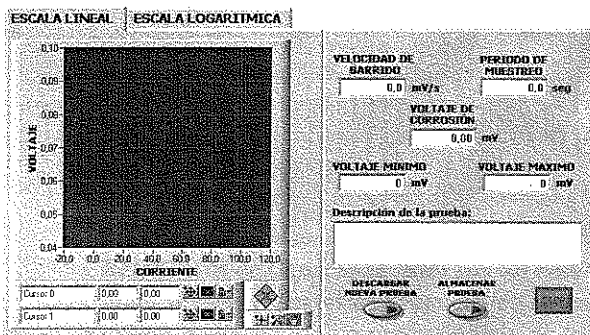 ESCALA LINEAL
ESCALA LOGARITMICA
0,10
0,09
0,08
0,07
0,06
0,05
0,04
VOLTAJE
-20,0 0,0 20,0 40,0 60,0 80,0 100,0 120,0
CORRIENTE
Cursor 0 0,00 0,00
Cursor 1 0,00 0,00
VELOCIDAD DE
BARRIDO
0,0 mV/s
PERIODO DE
MUESTREO
0,0 seg
VOLTAJE DE
CORROSIÓN
0,00 mV
VOLTAJE MINIMO
0 mV
VOLTAJE MAXIMO
0 mV
Descripción de la prueba:
DESCARGAR
NUEVA PRUEBA
ALMACENAR
PRUEBA